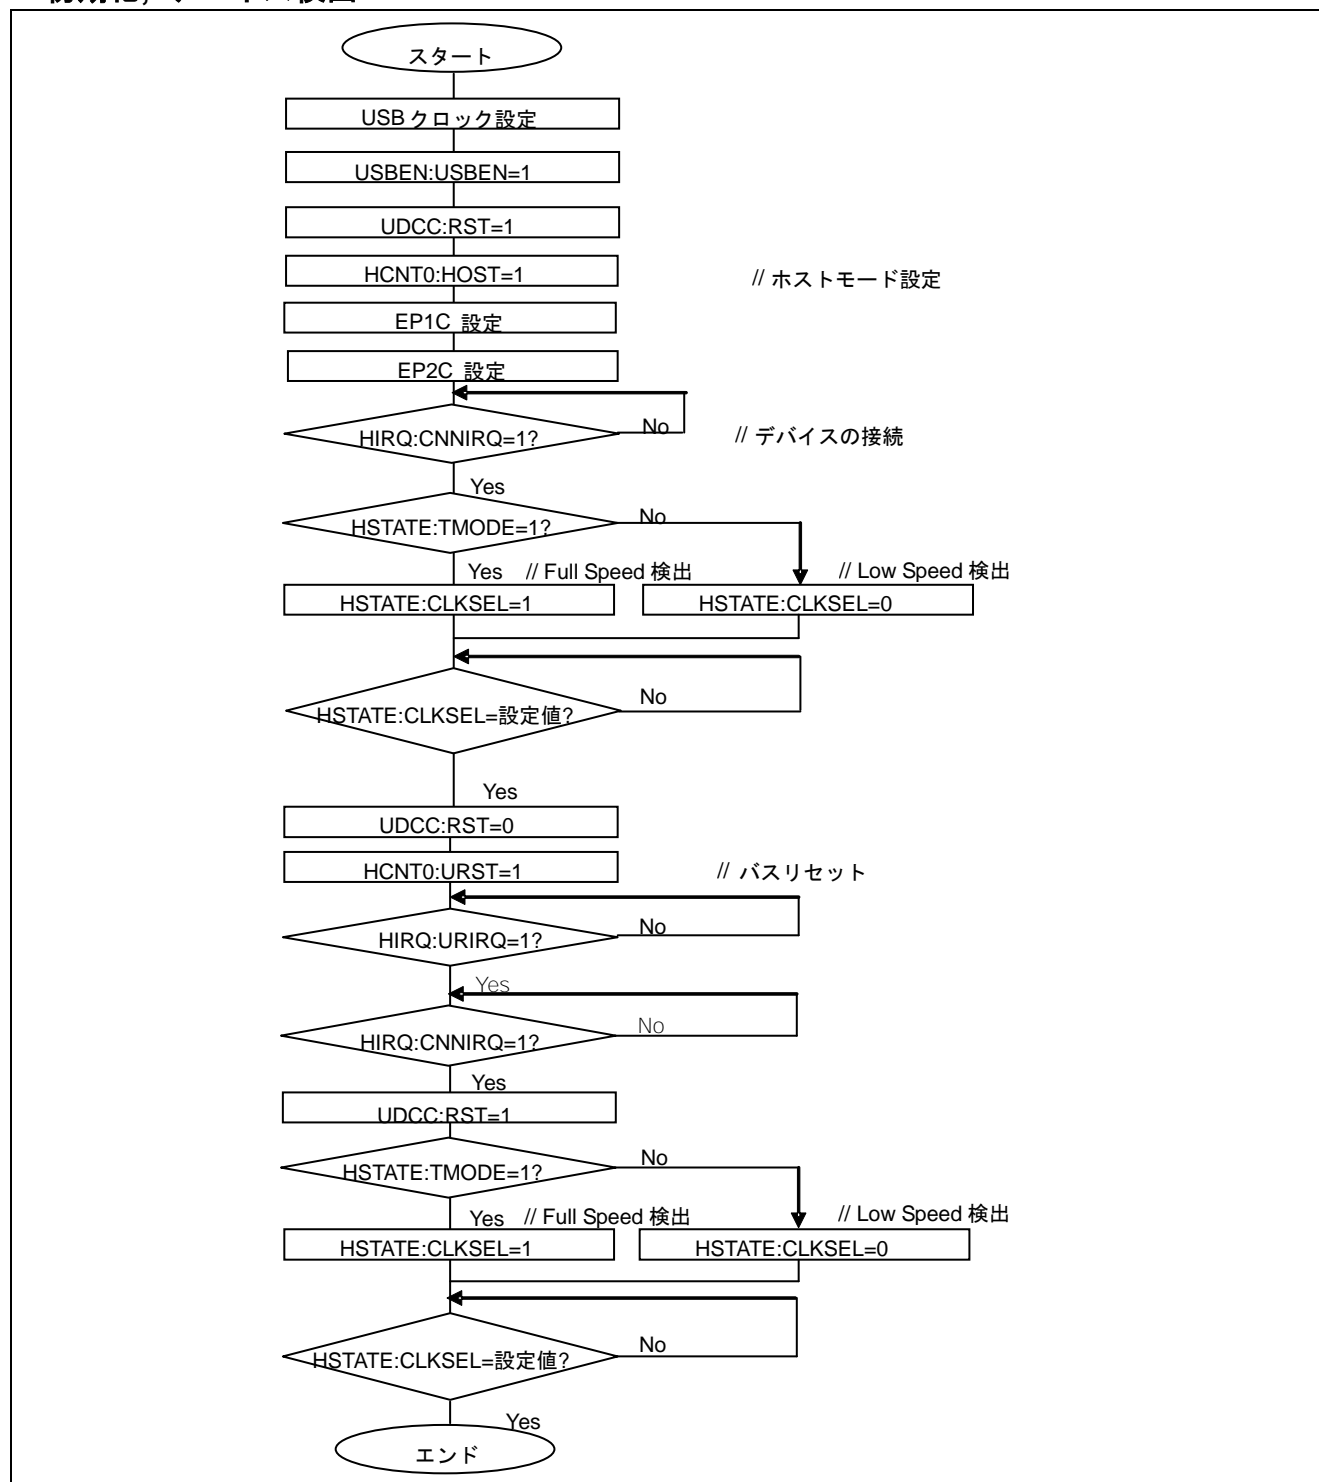 スタート
USB クロック設定
USBEN:USBEN=1
UDCC:RST=1
HCNT0:HOST=1 // ホストモード設定
EP1C 設定
EP2C 設定
HIRQ:CNNIRQ=1? No // デバイスの接続
Yes
HSTATE:TMODE=1? No
Yes // Full Speed 検出 // Low Speed 検出
HSTATE:CLKSEL=1 HSTATE:CLKSEL=0
HSTATE:CLKSEL=設定値? No
Yes
UDCC:RST=0
HCNT0:URST=1 // バスリセット
HIRQ:URIRQ=1? No
Yes
HIRQ:CNNIRQ=1? No
Yes
UDCC:RST=1
HSTATE:TMODE=1? No
Yes // Full Speed 検出 // Low Speed 検出
HSTATE:CLKSEL=1 HSTATE:CLKSEL=0
HSTATE:CLKSEL=設定値? No
Yes
エンド